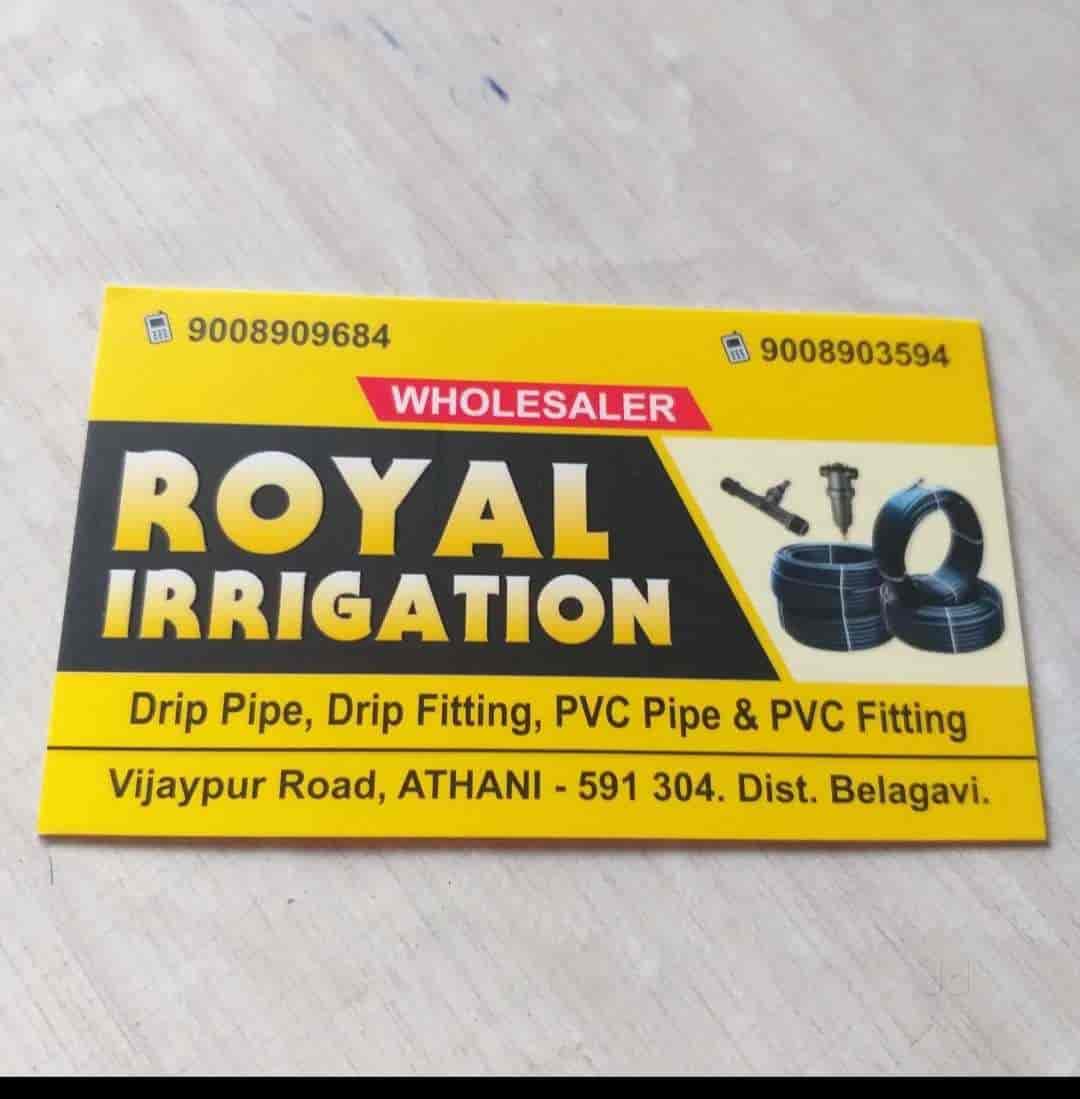 9008909684
9008903594
WHOLESALER
ROYAL
IRRIGATION
Drip Pipe, Drip Fitting, PVC Pipe & PVC Fitting
Vijaypur Road, ATHANI - 591 304. Dist. Belagavi.
Jd